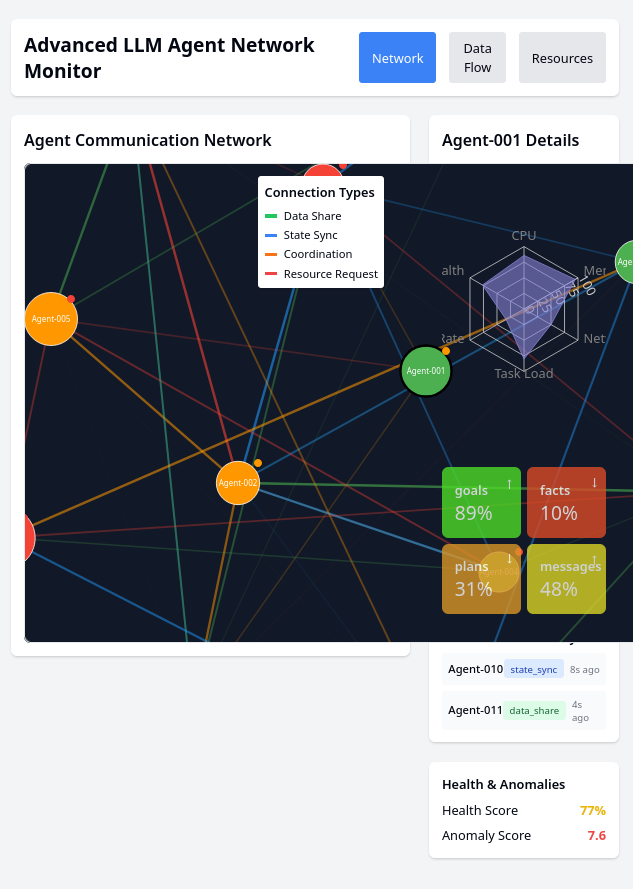 Advanced LLM Agent Network
Monitor
Network
Data
Flow
Resources
Agent Communication Network
Agent-001 Details
Connection Types
Data Share
State Sync
Coordination
Resource Request
CPU
alth
Net
Task Load
Agent-005
Agent-001
Agent-002
goals
↑
89%
facts
↓
10%
plans
↓
31%
messages
↑
48%
Agent-010
state_sync
8s ago
Agent-011
data_share
4s
ago
Health & Anomalies
Health Score
77%
Anomaly Score
7.6